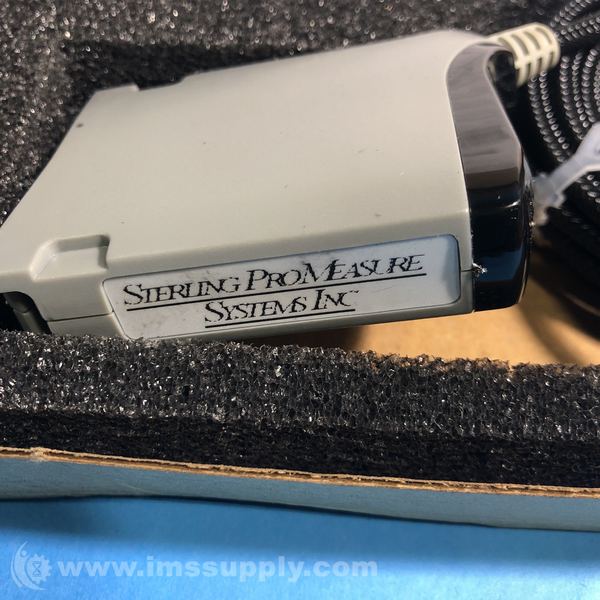 STERLING PROMEASURE
SYSTEMS INC
www.imssupply.com